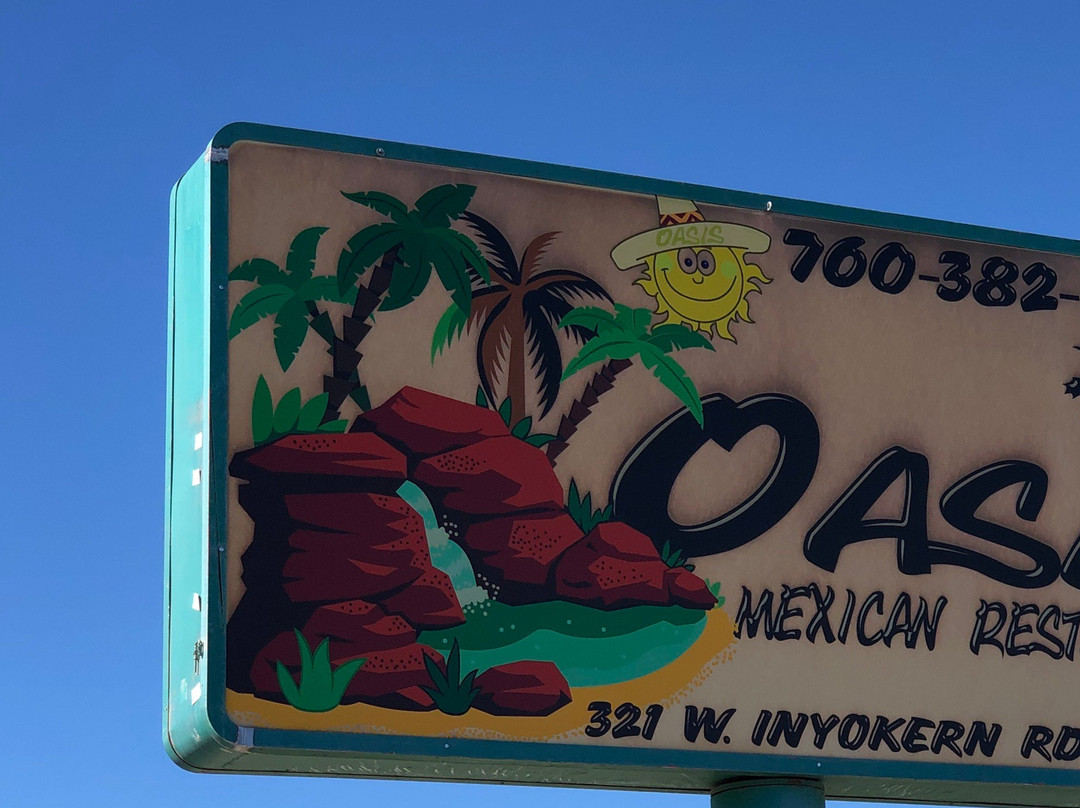 OASIS
760-382-
OAS
MEXICAN REST
321 W. INYOKERN RD